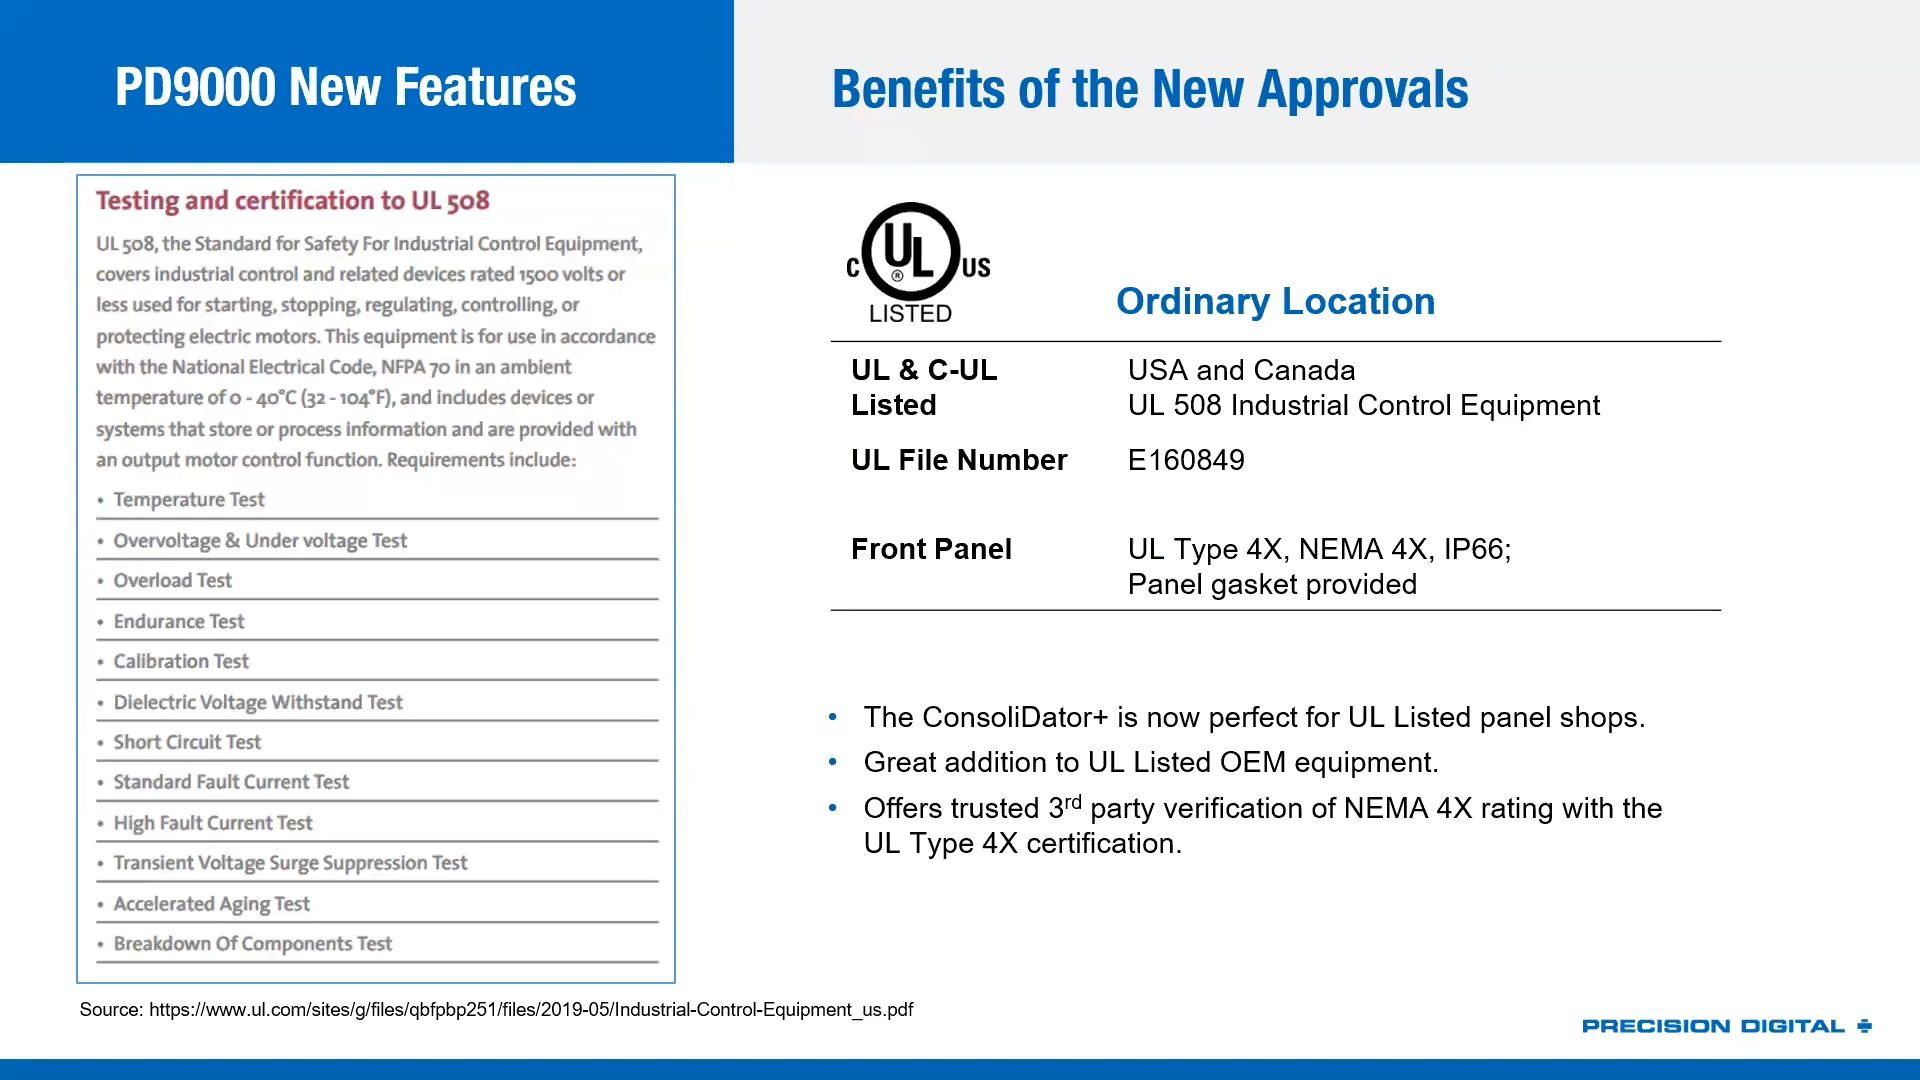 PD9000 New Features
Benefits of the New Approvals
Testing and certification to UL 508
UL 508, the Standard for Safety For Industrial Control Equipment,
covers industrial control and related devices rated 1500 volts or
less used for starting, stopping, regulating, controlling, or
protecting electric motors. This equipment is for use in accordance
with the National Electrical Code, NFPA 70 in an ambient
temperature of 0 - 40°C (32 - 104°F), and includes devices or
systems that store or process information and are provided with
an output motor control function. Requirements include:
• Temperature Test
• Overvoltage & Under voltage Test
• Overload Test
• Endurance Test
• Calibration Test
• Dielectric Voltage Withstand Test
• Short Circuit Test
• Standard Fault Current Test
• High Fault Current Test
• Transient Voltage Surge Suppression Test
• Accelerated Aging Test
• Breakdown Of Components Test
Source: https://www.ul.com/sites/g/files/qbfpbp251/files/2019-05/Industrial-Control-Equipment_us.pdf
C UL ® US
LISTED
Ordinary Location
UL & C-UL USA and Canada
Listed UL 508 Industrial Control Equipment
UL File Number E160849
Front Panel UL Type 4X, NEMA 4X, IP66;
Panel gasket provided
• The ConsoliDator+ is now perfect for UL Listed panel shops.
• Great addition to UL Listed OEM equipment.
• Offers trusted 3rd party verification of NEMA 4X rating with the
UL Type 4X certification.
PRECISION DIGITAL